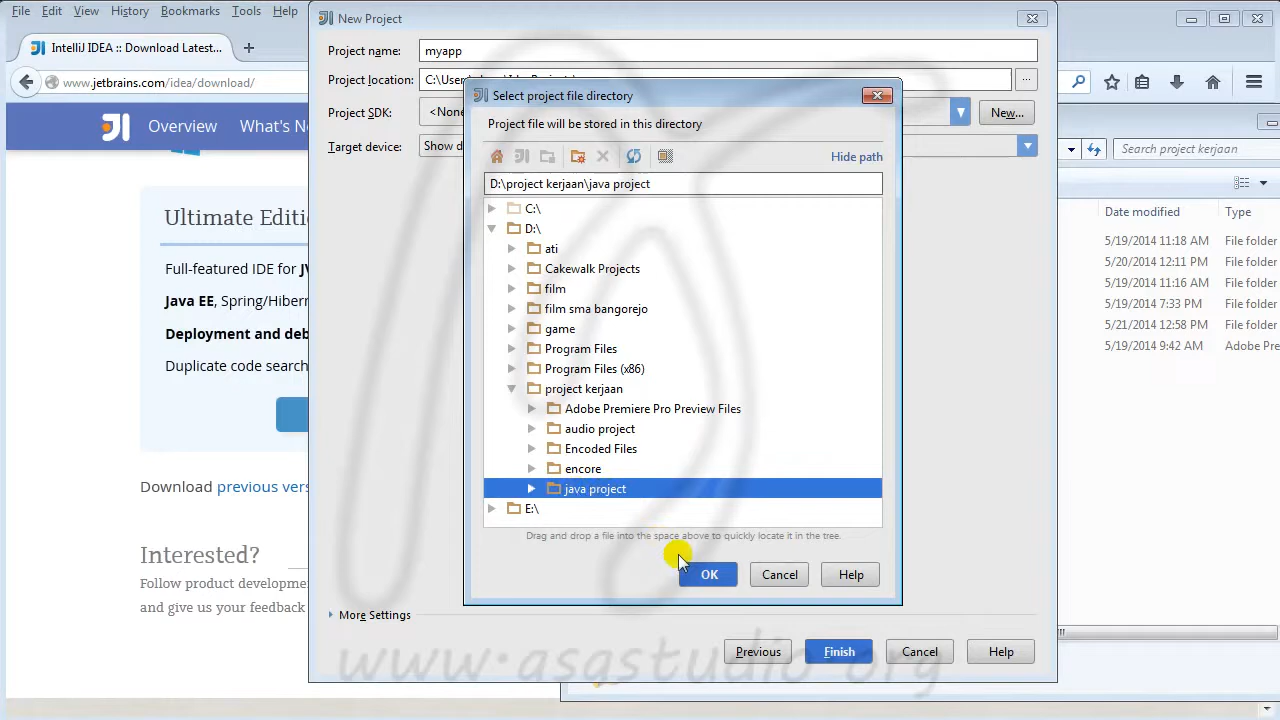 File Edit View History Bookmarks Tools Help
IntelliJ IDEA :: Download Latest...
www.jetbrains.com/idea/download/
Overview What's
Ultimate Editi
Full-featured IDE for
Java EE, Spring/Hibern
Deployment and deb
Duplicate code search
Download previous vers
Interested?
Follow product developme
and give us your feedback
New Project
Project name: myapp
Project location:
Project SDK: <None
New...
Target device: Show d
Select project file directory
Project file will be stored in this directory
Hide path
D:\project kerjaan\java project
C:\
D:\
ati
Cakewalk Projects
film
film sma bangorejo
game
Program Files
Program Files (x86)
project kerjaan
Adobe Premiere Pro Preview Files
audio project
Encoded Files
encore
java project
E:\
Drag and drop a file into the space above to quickly locate it in the tree.
OK Cancel Help
More Settings
Previous Finish Cancel Help
Search project kerjaan
Date modified Type
5/19/2014 11:18 AM File folder
5/20/2014 12:11 PM File folder
5/19/2014 11:16 AM File folder
5/19/2014 7:33 PM File folder
5/21/2014 12:58 PM File folder
5/19/2014 9:42 AM Adobe Pre
www.asgstudio.org